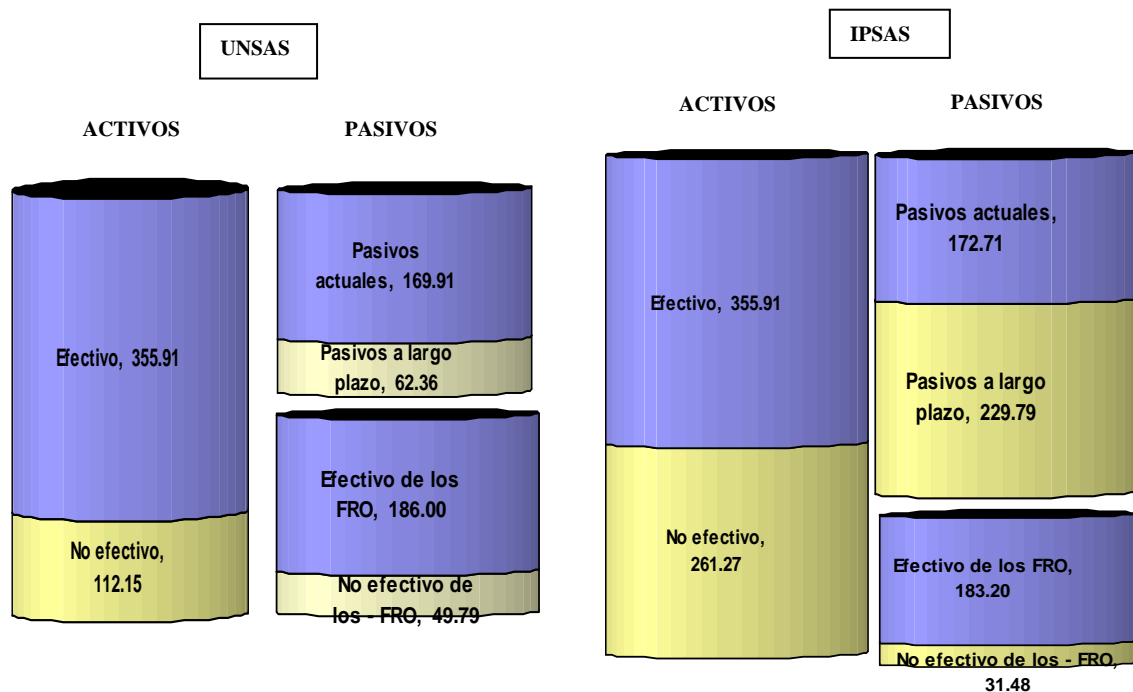 UNSAS
ACTIVOS
PASIVOS
Efectivo, 355.91
No efectivo,
112.15
Pasivos
actuales, 169.91
Pasivos a largo
plazo, 62.36
Efectivo de los
FRO, 186.00
No efectivo de
los - FRO, 49.79
IPSAS
ACTIVOS
PASIVOS
Efectivo, 355.91
No efectivo,
261.27
Pasivos actuales,
172.71
Pasivos a largo
plazo, 229.79
Efectivo de los FRO,
183.20
No efectivo de los - FRO,
31.48